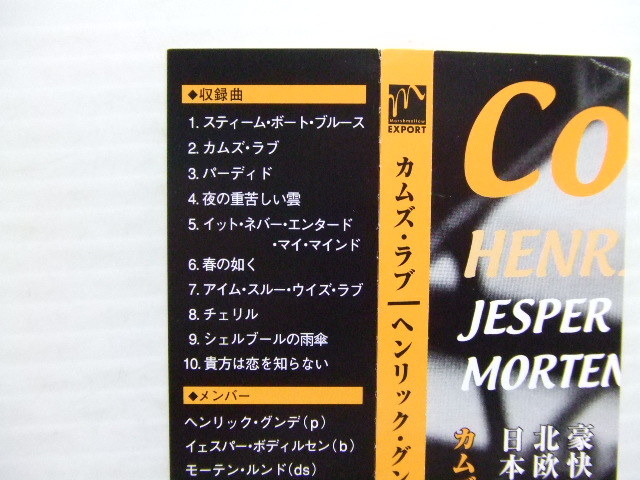 ◆収録曲
1. スティーム・ボート・ブルース
2. カムズ・ラブ
3. パーディド
4. 夜の重苦しい雲
5. イット・ネバー・エンタード
・マイ・マインド
6. 春の如く
7. アイム・スルー・ウイズ・ラブ
8. チェリル
9. シェルブールの雨傘
10. 貴方は恋を知らない
◆メンバー
ヘンリック・グンデ(p)
イェスパー・ボディルセン(b)
モーテン・ルンド(ds)
Marshmallow
EXPORT
カムズ・ラブ｜ヘンリック・グン
Co
HENR
JESPER
MORTEN
豪快
北欧
日本
カムズ